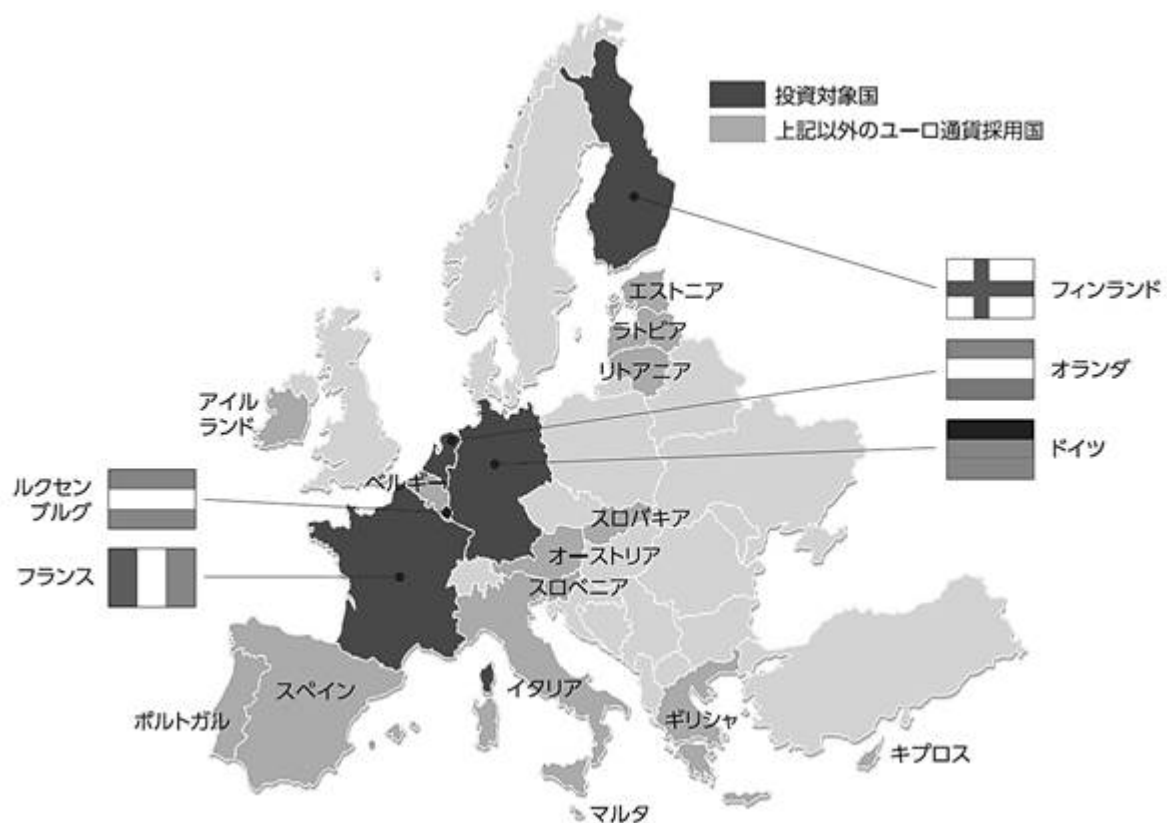 投資対象国
上記以外のユーロ通貨採用国
エストニア
フィンランド
ラトビア
リトアニア
オランダ
アイル
ランド
ドイツ
ベルギー
ルクセン
ブルグ
スロバキア
オーストリア
フランス
スロベニア
スペイン
イタリア
ポルトガル
ギリシャ
キプロス
マルタ